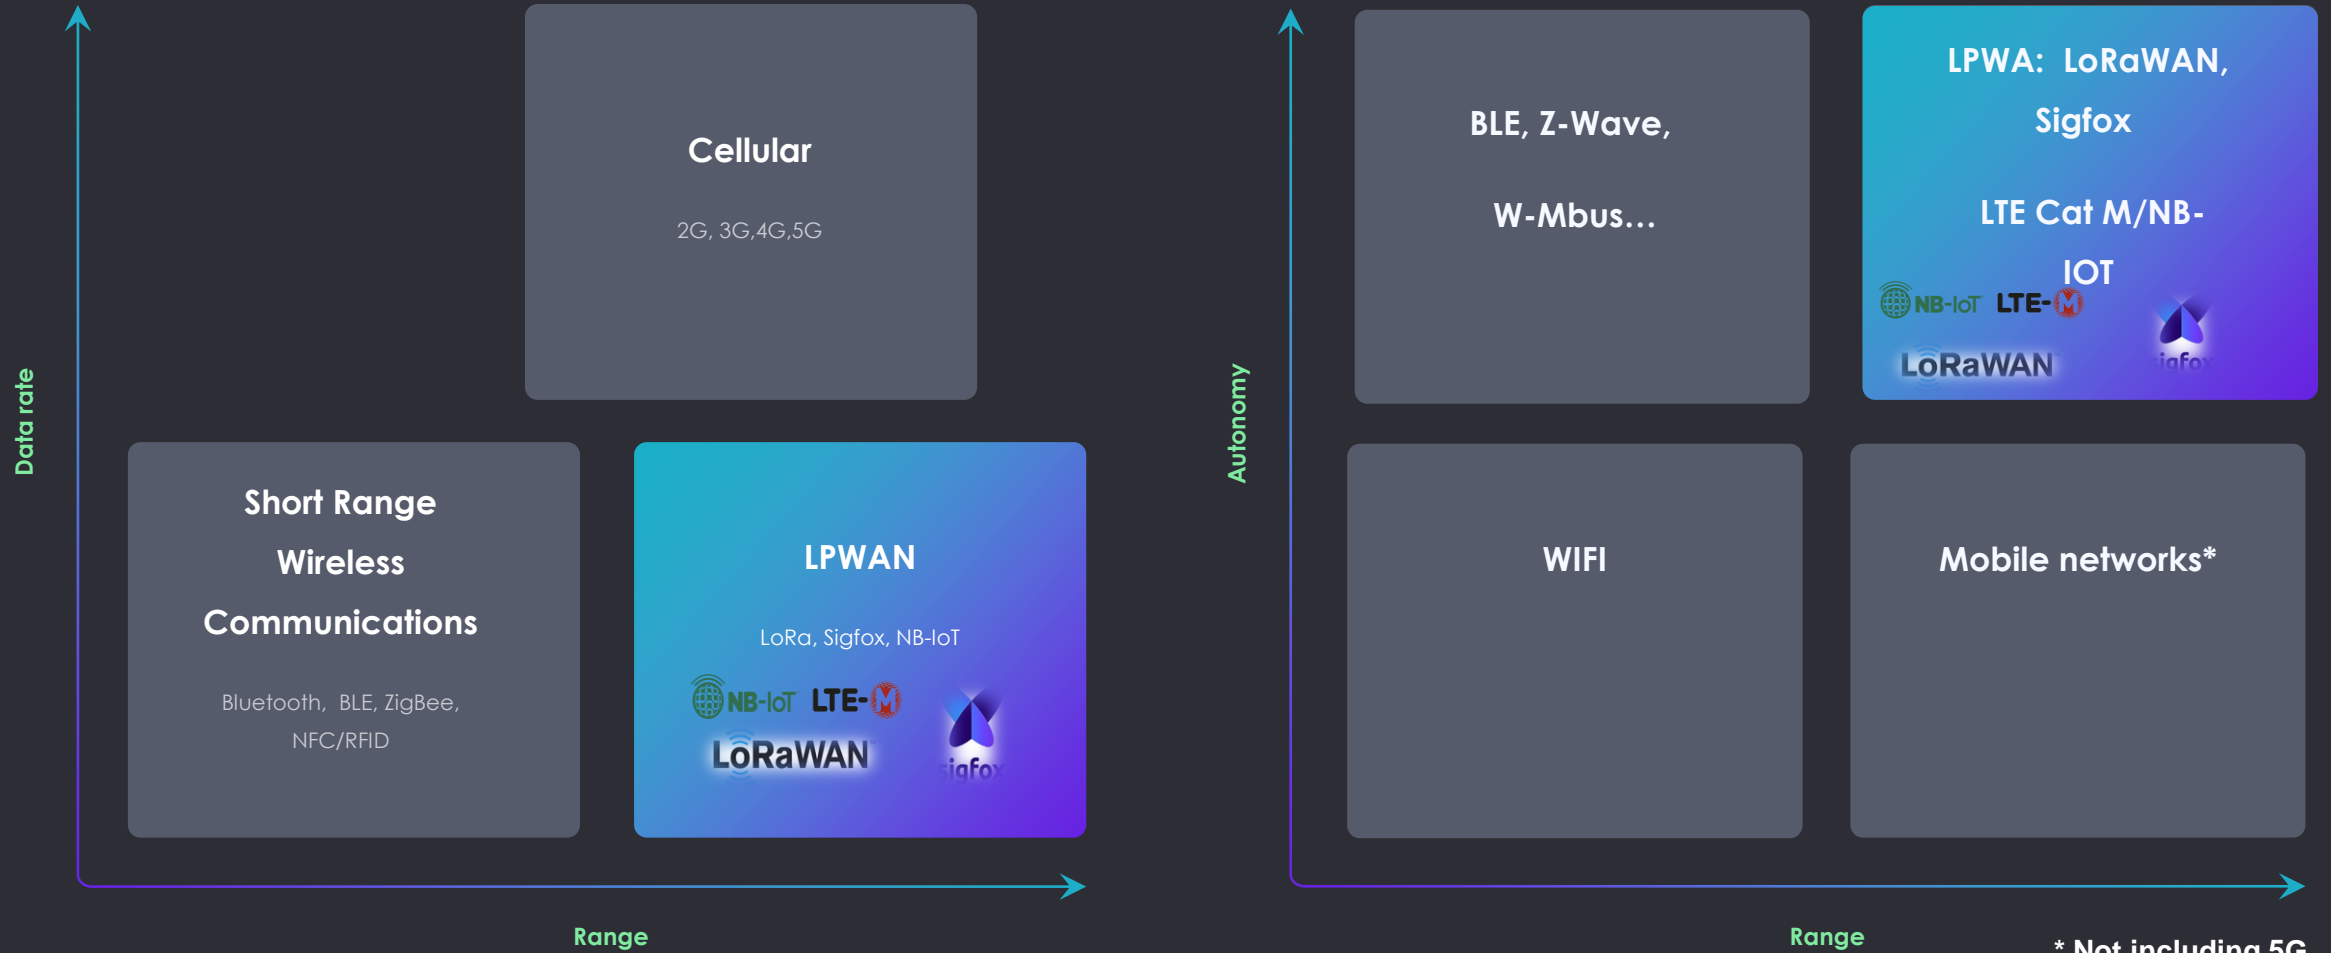 Data rate
Cellular
2G, 3G,4G,5G
Short Range
Wireless
Communications
Bluetooth, BLE, ZigBee,
NFC/RFID
LPWAN
LoRa, Sigfox, NB-IoT
NB-IoT LTE-M
LoRaWAN
sigfox
Range
Autonomy
BLE, Z-Wave,
W-Mbus...
LPWA: LoRaWAN,
Sigfox
LTE Cat M/NB-
IOT
NB-IoT LTE-M
LoRaWAN
sigfox
WIFI
Mobile networks*
Range
* Not including 5G